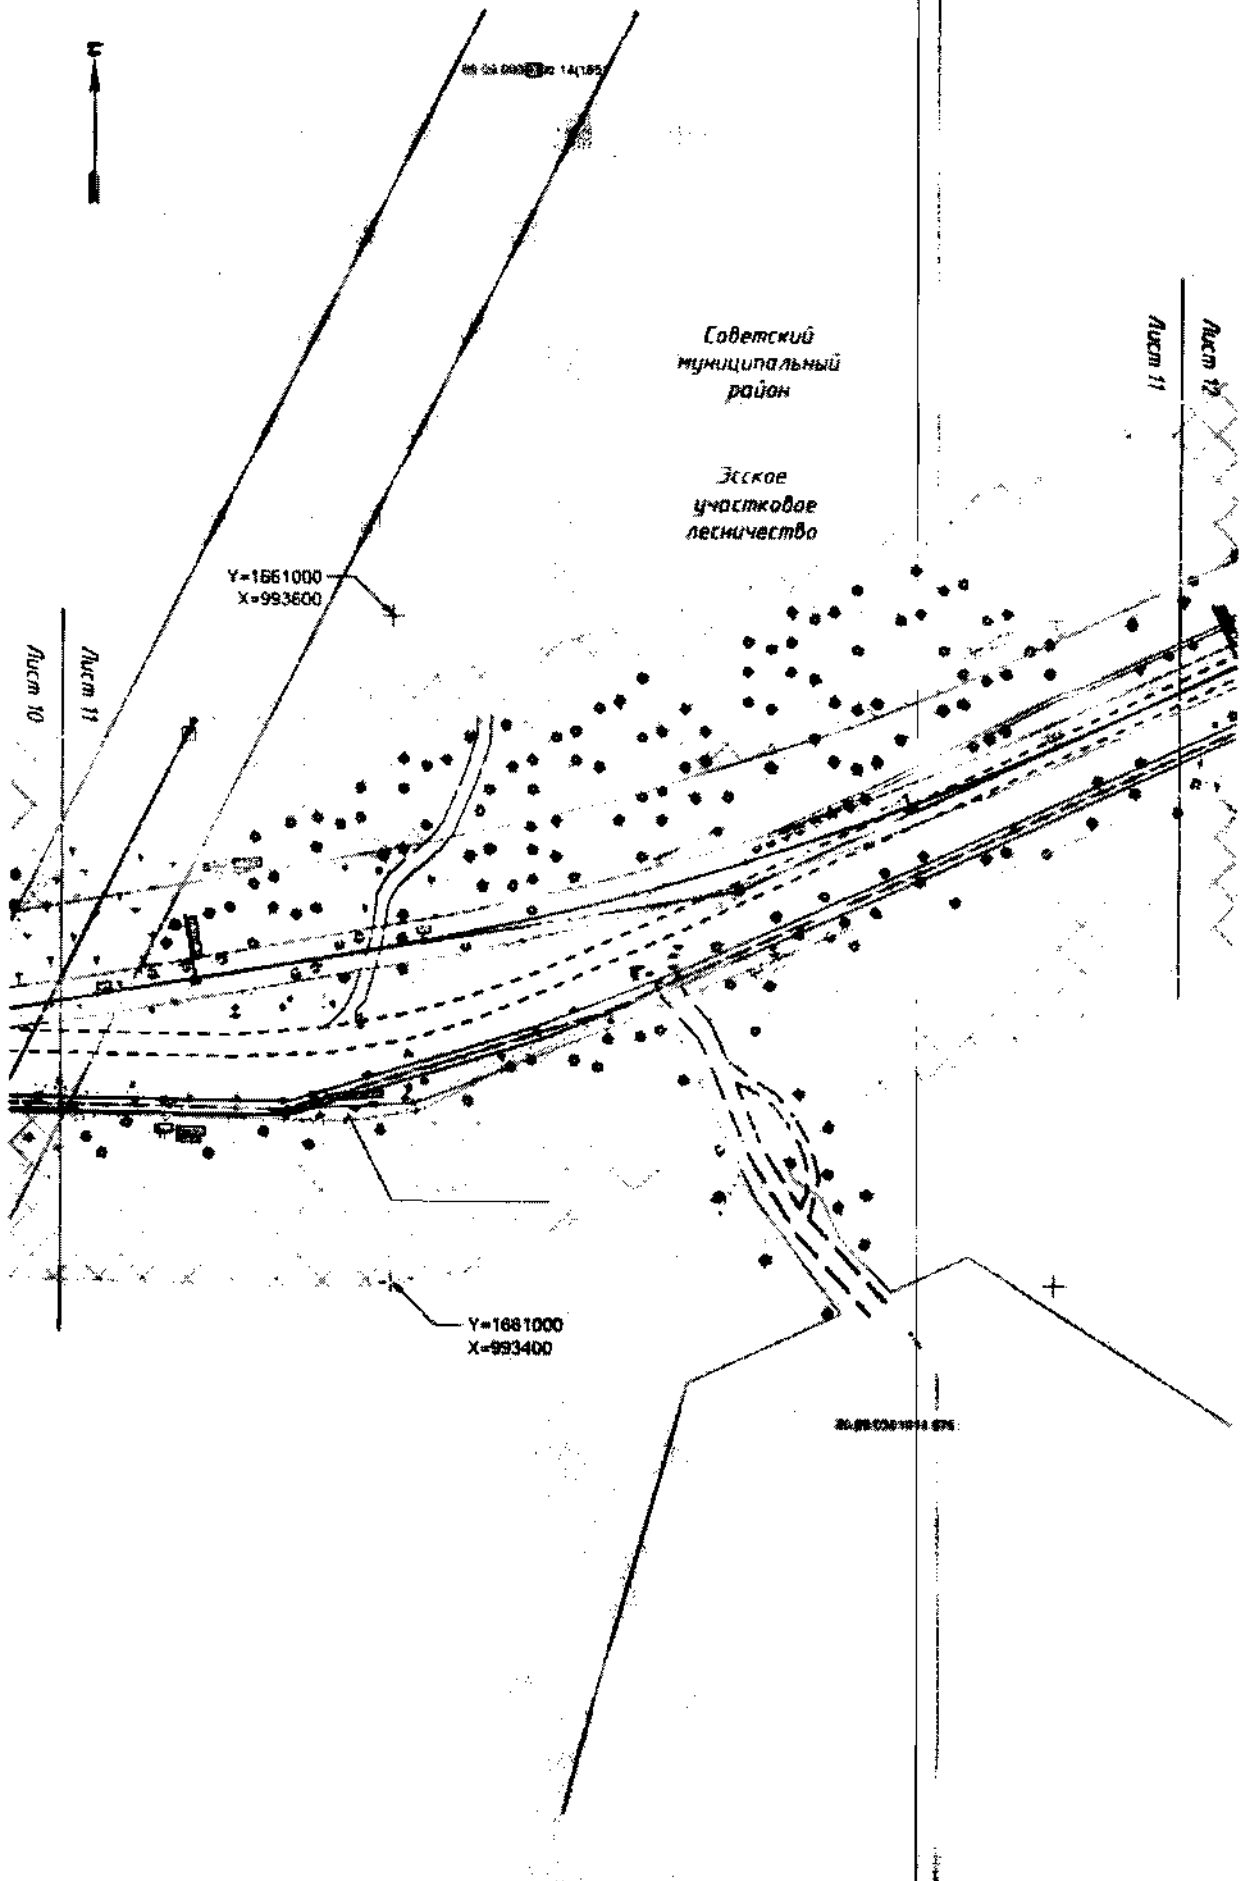 Советский
муниципальный
район
Лист 12
Лист 11
Эсское
участковое
лесничество
Y=1661000
X=993600
Лист 11
Лист 10
Y=1661000
X=993400